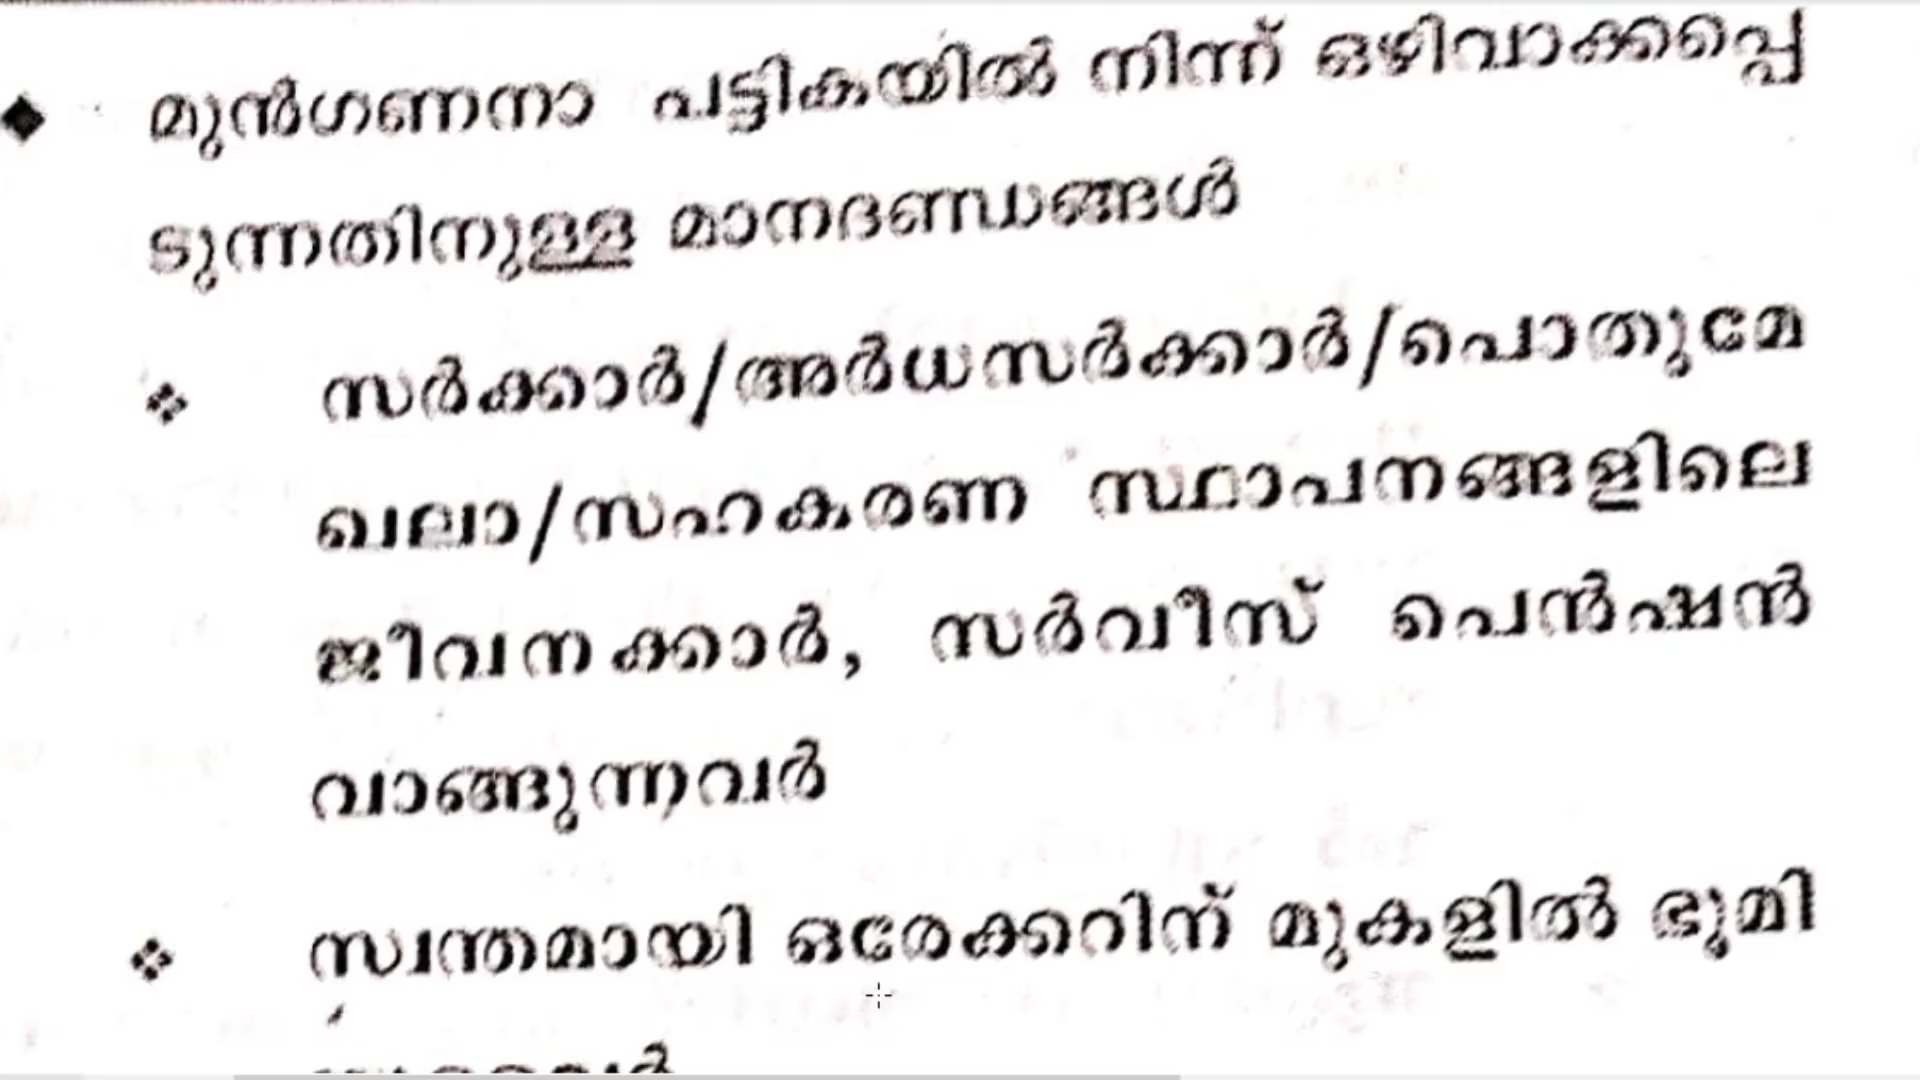 ◆ മുൻഗണനാ പട്ടികയിൽ നിന്ന് ഒഴിവാക്കപ്പെ
ടുന്നതിനുള്ള മാനദണ്ഡങ്ങൾ
❖ സർക്കാർ/അർധസർക്കാർ/പൊതുമേ
ഖലാ/സഹകരണ സ്ഥാപനങ്ങളിലെ
ജീവനക്കാർ, സർവീസ് പെൻഷൻ
വാങ്ങുന്നവർ
❖ സ്വന്തമായി ഒരേക്കറിന് മുകളിൽ ഭൂമി